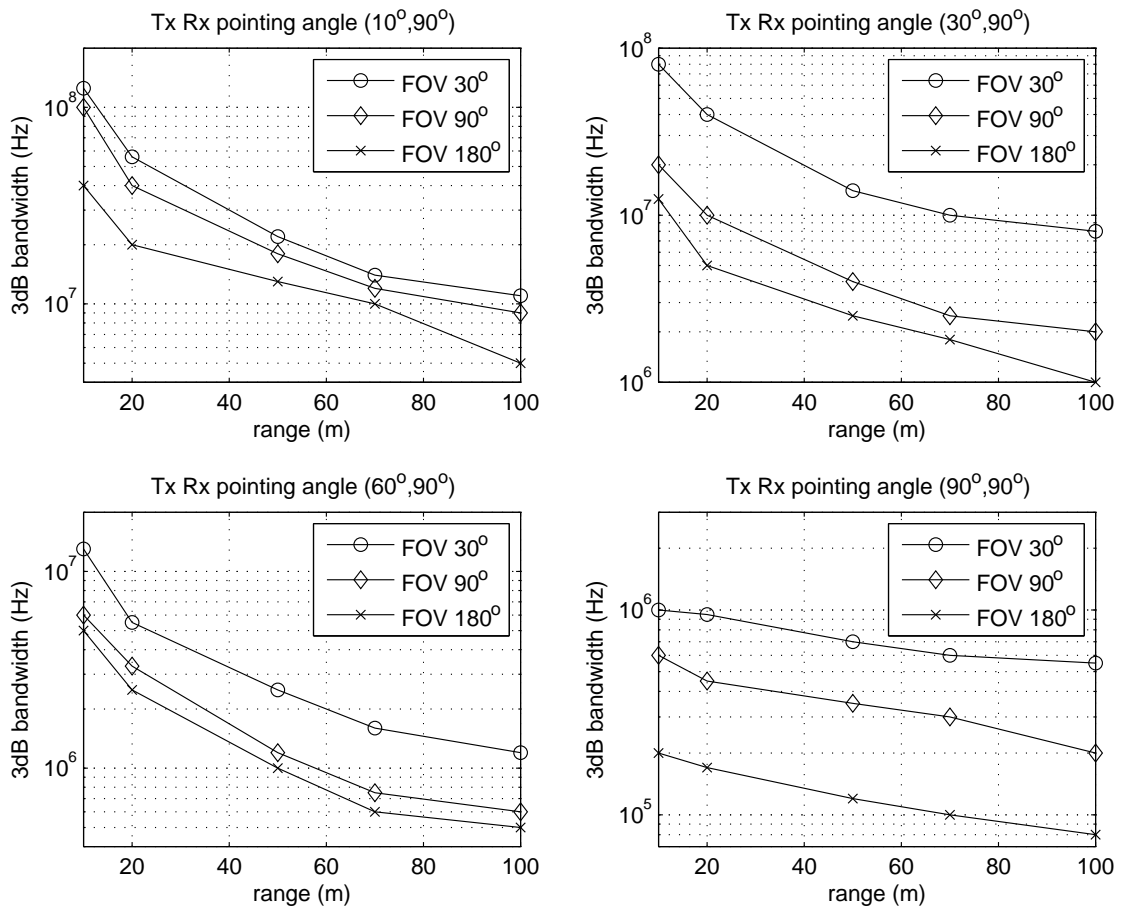 Tx Rx pointing angle (10°,90°)
3dB bandwidth (Hz)
10^8
10^7
FOV 30°
FOV 90°
FOV 180°
20 40 60 80 100
range (m)
Tx Rx pointing angle (30°,90°)
3dB bandwidth (Hz)
10^8
10^7
10^6
FOV 30°
FOV 90°
FOV 180°
20 40 60 80 100
range (m)
Tx Rx pointing angle (60°,90°)
3dB bandwidth (Hz)
10^7
10^6
FOV 30°
FOV 90°
FOV 180°
20 40 60 80 100
range (m)
Tx Rx pointing angle (90°,90°)
3dB bandwidth (Hz)
10^6
10^5
FOV 30°
FOV 90°
FOV 180°
20 40 60 80 100
range (m)